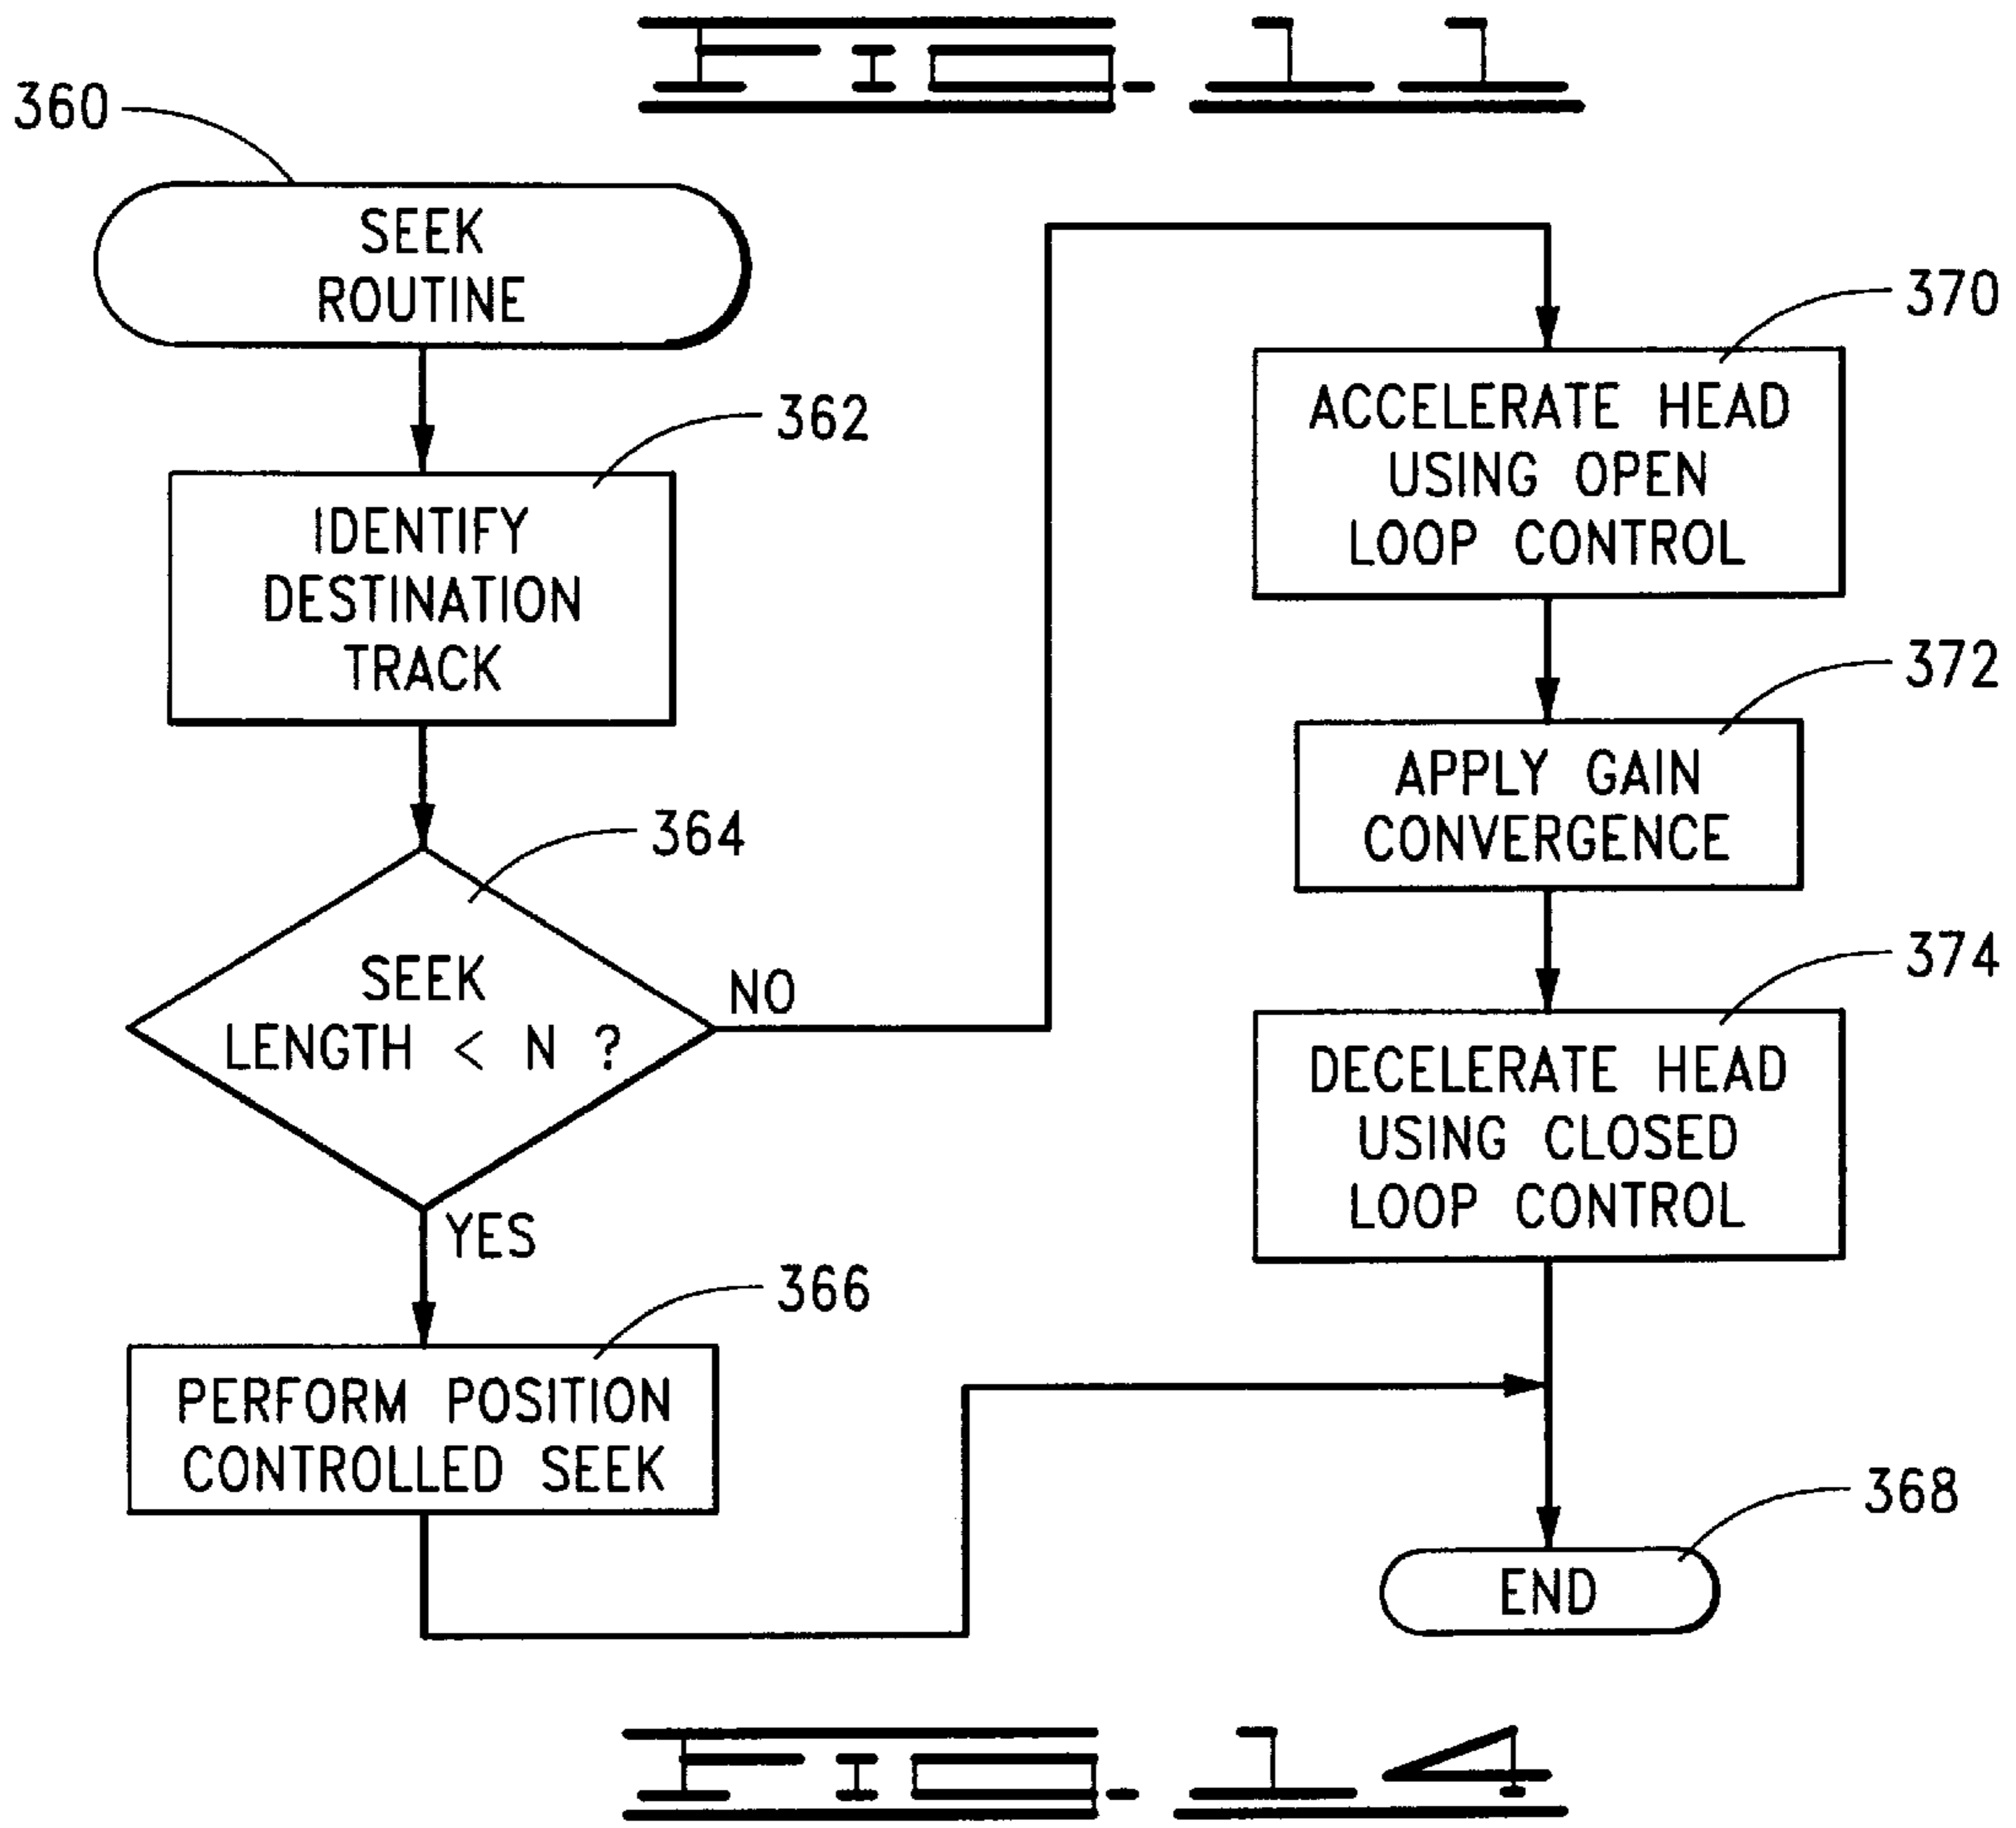 FIG. 11
360
SEEK
ROUTINE
362
IDENTIFY
DESTINATION
TRACK
364
SEEK
LENGTH < N ?
NO
YES
366
PERFORM POSITION
CONTROLLED SEEK
370
ACCELERATE HEAD
USING OPEN
LOOP CONTROL
372
APPLY GAIN
CONVERGENCE
374
DECELERATE HEAD
USING CLOSED
LOOP CONTROL
368
END
FIG. 14